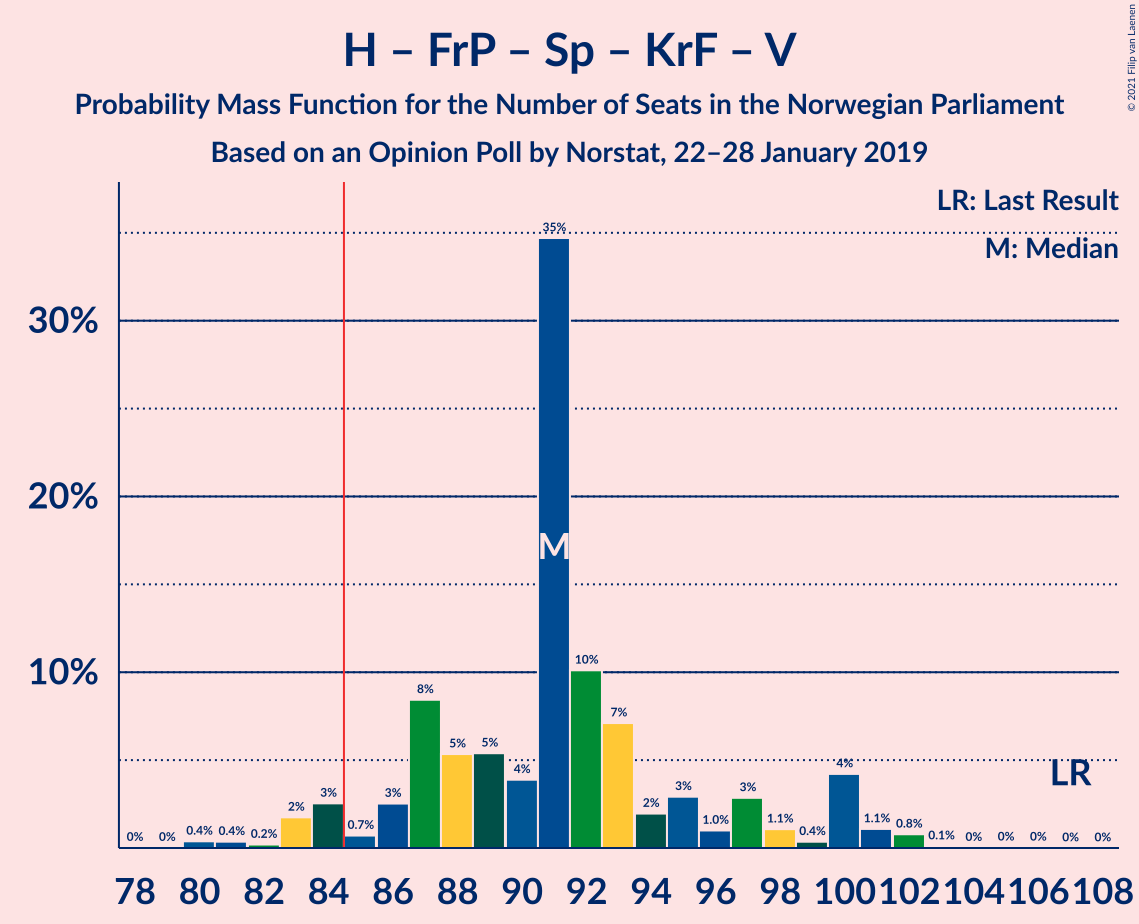 H – FrP – Sp – KrF – V
Probability Mass Function for the Number of Seats in the Norwegian Parliament
Based on an Opinion Poll by Norstat, 22–28 January 2019
© 2021 Filip van Laenen
LR: Last Result
M: Median
30%
20%
10%
0% 0% 0.4% 0.4% 0.2% 2% 3% 0.7% 3% 8% 5% 5% 4% 35% 10% 7% 2% 3% 1.0% 3% 1.1% 0.4% 4% 1.1% 0.8% 0.1% 0% 0% 0% 0% 0%
M
LR
78 80 82 84 86 88 90 92 94 96 98 100 102 104 106 108